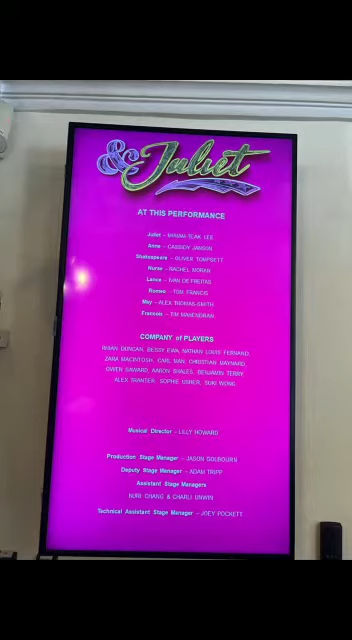 & Juliet
AT THIS PERFORMANCE
Juliet – MIRIAM-TEAK LEE
Anne – CASSIDY JANSON
Shakespeare – OLIVER TOMPSETT
Nurse – RACHEL MORAN
Lance – IVAN DE FREITAS
Romeo – TOM FRANCIS
May – ALEX THOMAS-SMITH
Francois – TIM MAHENDRAN
COMPANY of PLAYERS
RHIAN DUNCAN, BESSY EWA, NATHAN LOUIS FERNAND,
ZARA MACINTOSH, CARL MAN, CHRISTIAN MAYNARD,
OWEN SAWARD, AARON SHALES, BENJAMIN TERRY
ALEX TRANTER, SOPHIE USHER, SUKI WONG
Musical Director – LILLY HOWARD
Production Stage Manager – JASON GOLBOURN
Deputy Stage Manager – ADAM TRIPP
Assistant Stage Managers
NURI CHANG & CHARLI UNWIN
Technical Assistant Stage Manager – JOEY POCKETT